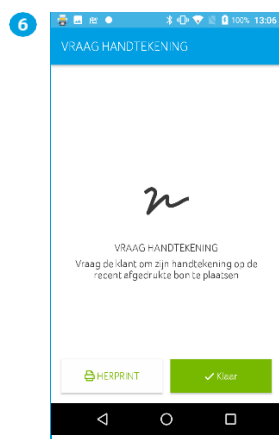 6
100% 13:06
VRAAG HANDTEKENING
VRAAG HANDTEKENING
Vraag de klant om zijn handtekening op de
recent afgedrukte bon te plaatsen
HERPRINT
Klaar